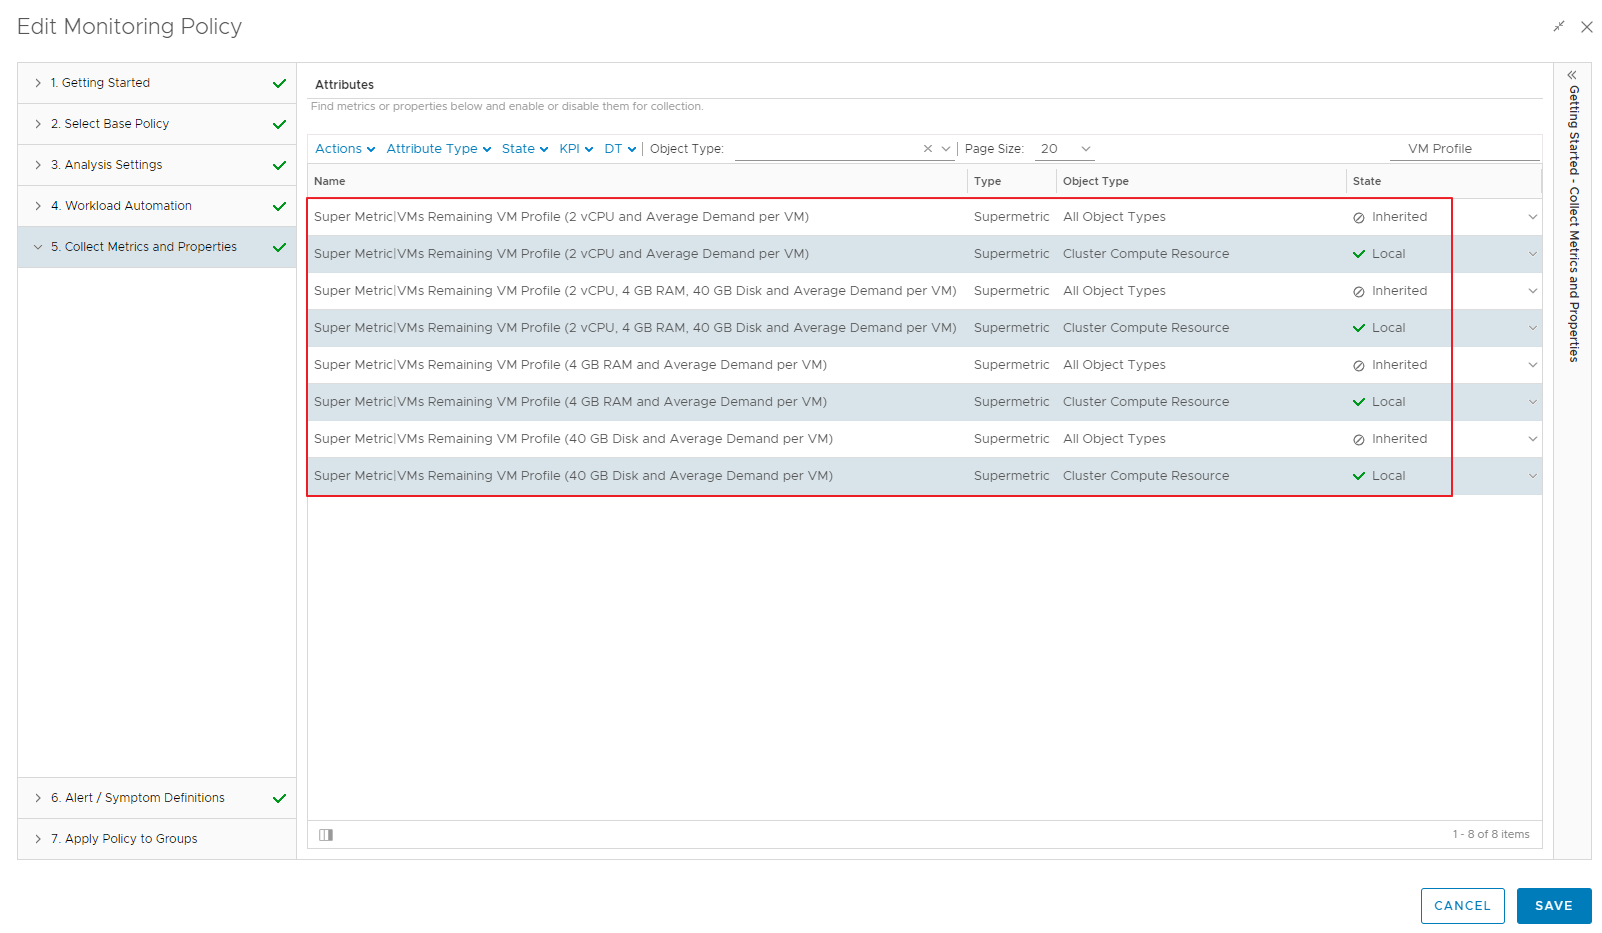 Edit Monitoring Policy
1. Getting Started
2. Select Base Policy
3. Analysis Settings
4. Workload Automation
5. Collect Metrics and Properties
6. Alert / Symptom Definitions
7. Apply Policy to Groups
Attributes
Find metrics or properties below and enable or disable them for collection.
Actions Attribute Type State KPI DT Object Type: Page Size: 20 VM Profile
Name Type Object Type State
Super Metric|VMs Remaining VM Profile (2 vCPU and Average Demand per VM) Supermetric All Object Types Inherited
Super Metric|VMs Remaining VM Profile (2 vCPU and Average Demand per VM) Supermetric Cluster Compute Resource Local
Super Metric|VMs Remaining VM Profile (2 vCPU, 4 GB RAM, 40 GB Disk and Average Demand per VM) Supermetric All Object Types Inherited
Super Metric|VMs Remaining VM Profile (2 vCPU, 4 GB RAM, 40 GB Disk and Average Demand per VM) Supermetric Cluster Compute Resource Local
Super Metric|VMs Remaining VM Profile (4 GB RAM and Average Demand per VM) Supermetric All Object Types Inherited
Super Metric|VMs Remaining VM Profile (4 GB RAM and Average Demand per VM) Supermetric Cluster Compute Resource Local
Super Metric|VMs Remaining VM Profile (40 GB Disk and Average Demand per VM) Supermetric All Object Types Inherited
Super Metric|VMs Remaining VM Profile (40 GB Disk and Average Demand per VM) Supermetric Cluster Compute Resource Local
1 - 8 of 8 items
Getting Started - Collect Metrics and Properties
CANCEL SAVE